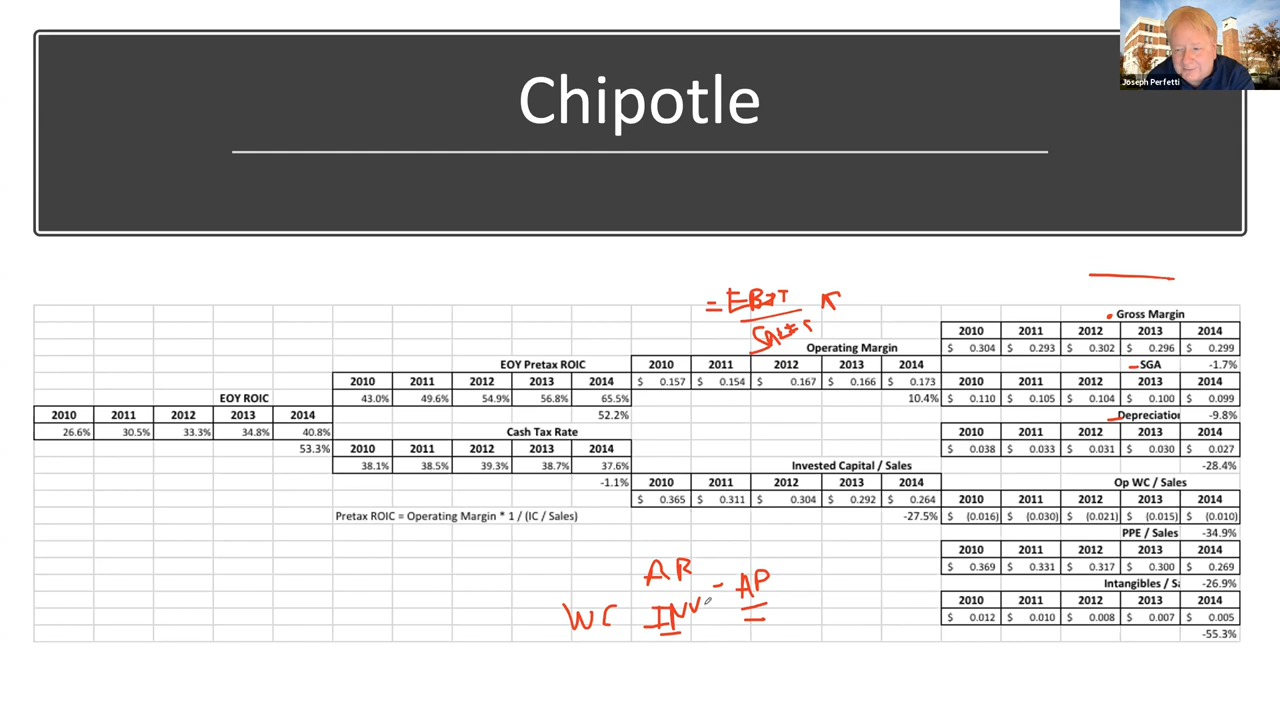 Joseph Perfetti
Chipotle
= EBIT
Sales
Gross Margin
2010 2011 2012 2013 2014
$ 0.304 $ 0.293 $ 0.302 $ 0.296 $ 0.299
Operating Margin
SGA -1.7%
EOY Pretax ROIC
2010 2011 2012 2013 2014
2010 2011 2012 2013 2014
2010 2011 2012 2013 2014
$ 0.157 $ 0.154 $ 0.167 $ 0.166 $ 0.173
$ 0.110 $ 0.105 $ 0.104 $ 0.100 $ 0.099
EOY ROIC
43.0% 49.6% 54.9% 56.8% 65.5%
10.4%
2010 2011 2012 2013 2014
52.2%
Depreciation -9.8%
26.6% 30.5% 33.3% 34.8% 40.8%
Cash Tax Rate
2010 2011 2012 2013 2014
53.3%
2010 2011 2012 2013 2014
$ 0.038 $ 0.033 $ 0.031 $ 0.030 $ 0.027
38.1% 38.5% 39.3% 38.7% 37.6%
Invested Capital / Sales
-28.4%
-1.1%
2010 2011 2012 2013 2014
Op WC / Sales
$ 0.365 $ 0.311 $ 0.304 $ 0.292 $ 0.264
2010 2011 2012 2013 2014
$ (0.016) $ (0.030) $ (0.021) $ (0.015) $ (0.010)
Pretax ROIC = Operating Margin * 1 / (IC / Sales)
-27.5%
PPE / Sales -34.9%
2010 2011 2012 2013 2014
$ 0.369 $ 0.331 $ 0.317 $ 0.300 $ 0.269
Intangibles / Sa -26.9%
2010 2011 2012 2013 2014
$ 0.012 $ 0.010 $ 0.008 $ 0.007 $ 0.005
-55.3%
AR
WC INV - AP